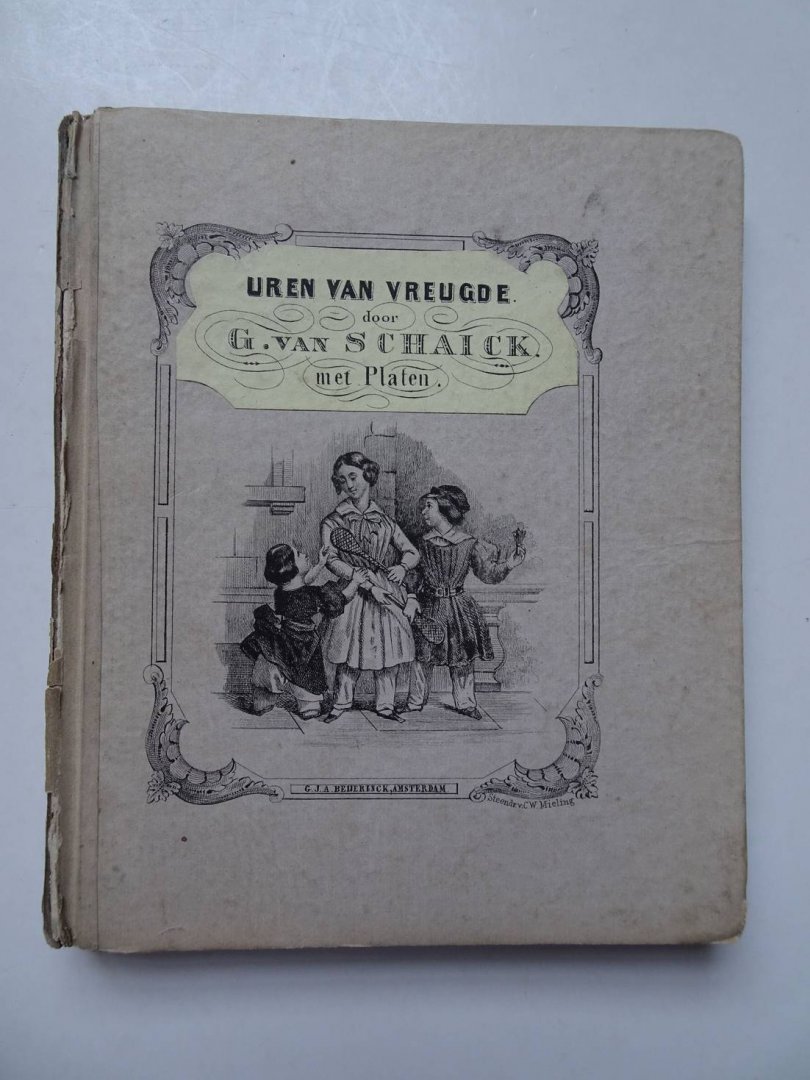 UREN VAN VREUGDE.
door
G. VAN SCHAICK.
met Platen.
G. J. A BEIJERINCK, AMSTERDAM
Steendr. v. C W Mieling